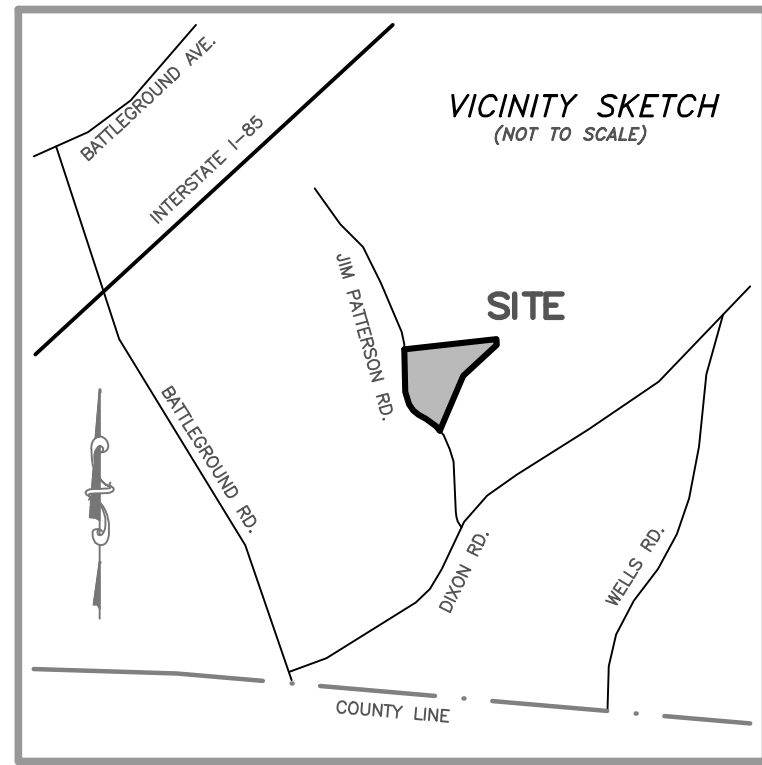 BATTLEGROUND AVE.
INTERSTATE I-85
VICINITY SKETCH
(NOT TO SCALE)
JIM PATTERSON RD.
SITE
BATTLEGROUND RD.
DIXON RD.
WELLS RD.
COUNTY LINE